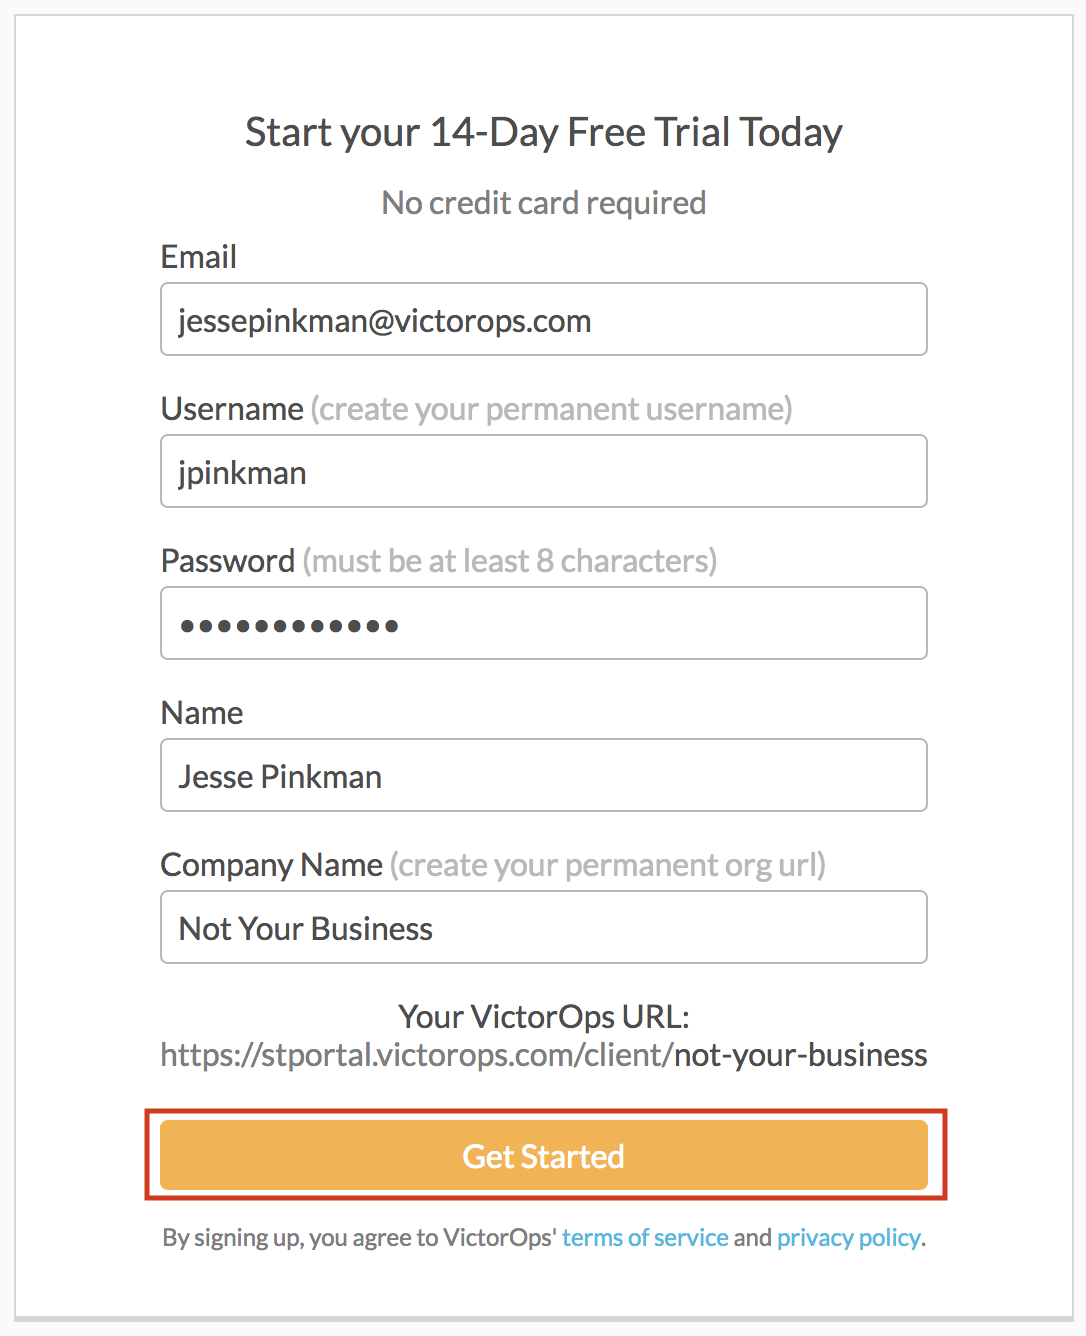 Start your 14-Day Free Trial Today
No credit card required
Email
jessepinkman@victorops.com
Username (create your permanent username)
jpinkman
Password (must be at least 8 characters)
••••••••••••
Name
Jesse Pinkman
Company Name (create your permanent org url)
Not Your Business
Your VictorOps URL:
https://stportal.victorops.com/client/not-your-business
Get Started
By signing up, you agree to VictorOps' terms of service and privacy policy.